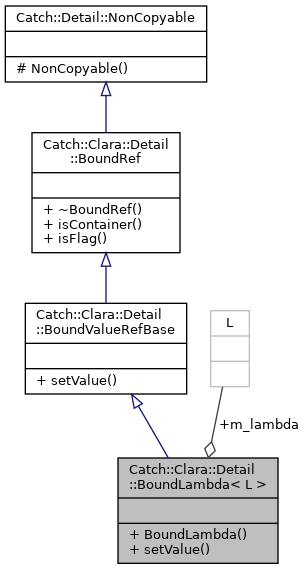 Catch::Detail::NonCopyable
# NonCopyable()
Catch::Clara::Detail
::BoundRef
+ ~BoundRef()
+ isContainer()
+ isFlag()
Catch::Clara::Detail
::BoundValueRefBase
+ setValue()
L
+m_lambda
Catch::Clara::Detail
::BoundLambda< L >
+ BoundLambda()
+ setValue()